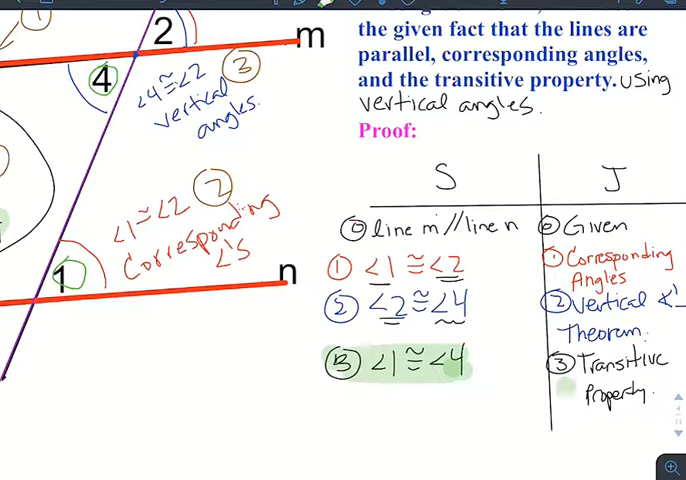 1
2
m
4
∠4≅∠2
3
vertical
angles.
∠1≅∠2
2
Corresponding
∠'s
1
n
the given fact that the lines are
parallel, corresponding angles,
and the transitive property. using
vertical angles.
Proof:
S
J
0 line m // line n
0 Given
1 ∠1 ≅ ∠2
1 Corresponding
Angles
2 ∠2 ≅ ∠4
2 Vertical ∠'s
Theorem.
3 ∠1 ≅ ∠4
3 Transitive
Property.